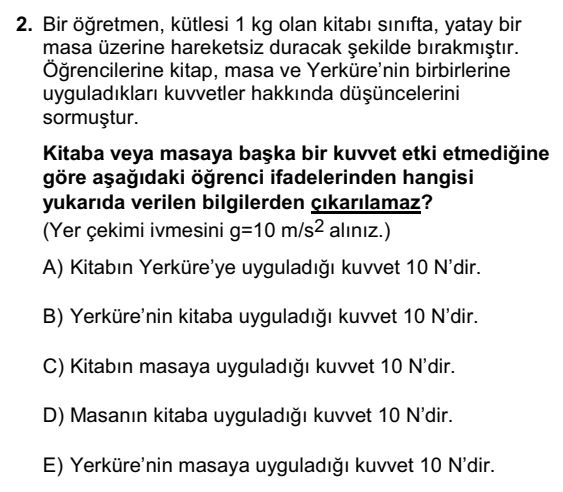 2. Bir öğretmen, kütlesi 1 kg olan kitabı sınıfta, yatay bir
masa üzerine hareketsiz duracak şekilde bırakmıştır.
Öğrencilerine kitap, masa ve Yerküre’nin birbirlerine
uyguladıkları kuvvetler hakkında düşüncelerini
sormuştur.
Kitaba veya masaya başka bir kuvvet etki etmediğine
göre aşağıdaki öğrenci ifadelerinden hangisi
yukarıda verilen bilgilerden çıkarılamaz?
(Yer çekimi ivmesini g=10 m/s² alınız.)
A) Kitabın Yerküre’ye uyguladığı kuvvet 10 N’dir.
B) Yerküre’nin kitaba uyguladığı kuvvet 10 N’dir.
C) Kitabın masaya uyguladığı kuvvet 10 N’dir.
D) Masanın kitaba uyguladığı kuvvet 10 N’dir.
E) Yerküre’nin masaya uyguladığı kuvvet 10 N’dir.